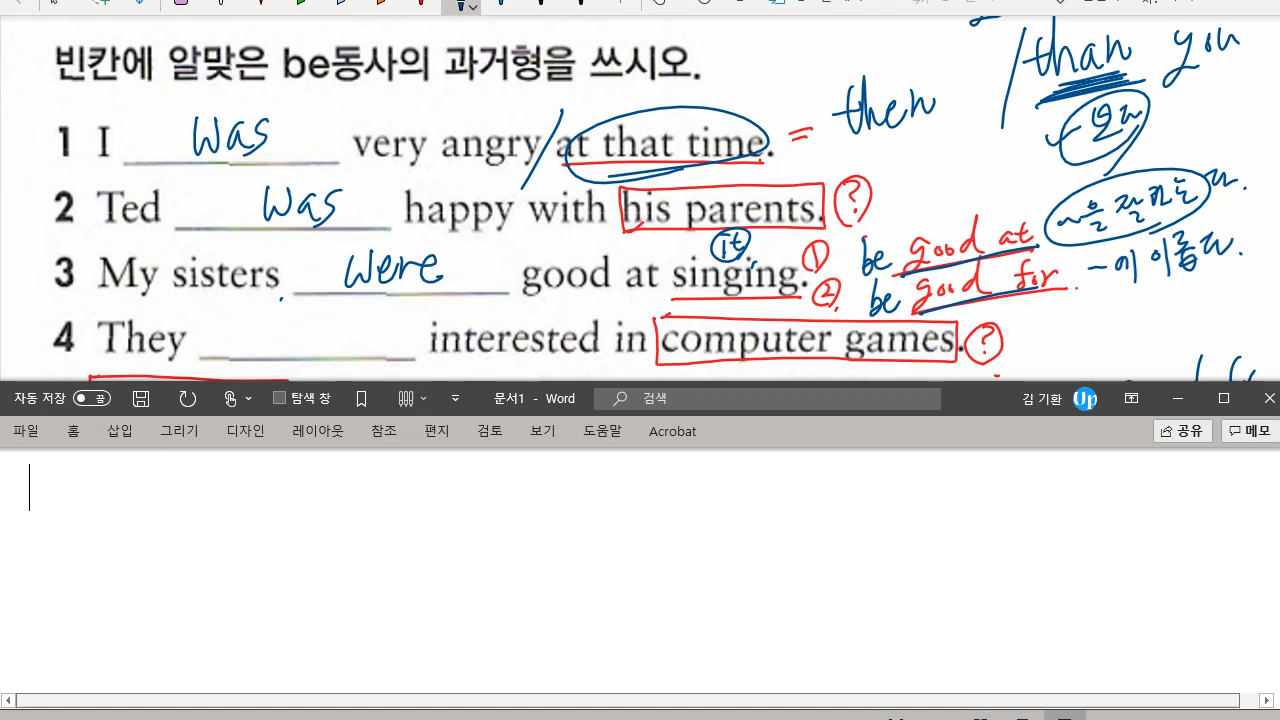 /than you
빈칸에 알맞은 be동사의 과거형을 쓰시오.
~보다
1 I was very angry / at that time. = then
2 Ted was happy with his parents. ?
~을 잘하는다.
it
3 My sisters were good at singing. ① be good at
② be good for. ~에 이롭다.
4 They ________ interested in computer games. ?
자동 저장 끔 탐색 창 문서1 - Word 검색 김 기환 Up
파일 홈 삽입 그리기 디자인 레이아웃 참조 편지 검토 보기 도움말 Acrobat 공유 메모